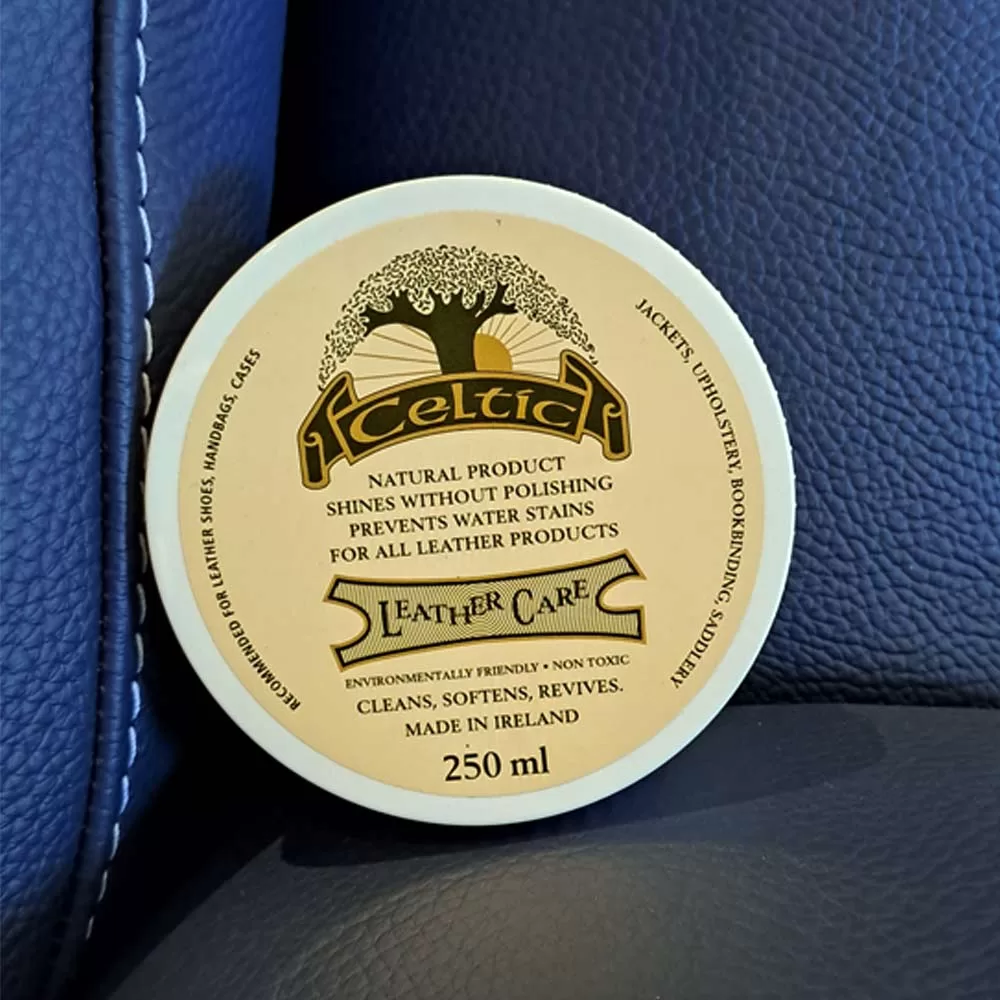 Celtic
NATURAL PRODUCT
SHINES WITHOUT POLISHING
PREVENTS WATER STAINS
FOR ALL LEATHER PRODUCTS
LEATHER CARE
ENVIRONMENTALLY FRIENDLY • NON TOXIC
CLEANS, SOFTENS, REVIVES.
MADE IN IRELAND
250 ml
RECOMMENDED FOR LEATHER SHOES, HANDBAGS, CASES
JACKETS, UPHOLSTERY, BOOKBINDING, SADDLERY